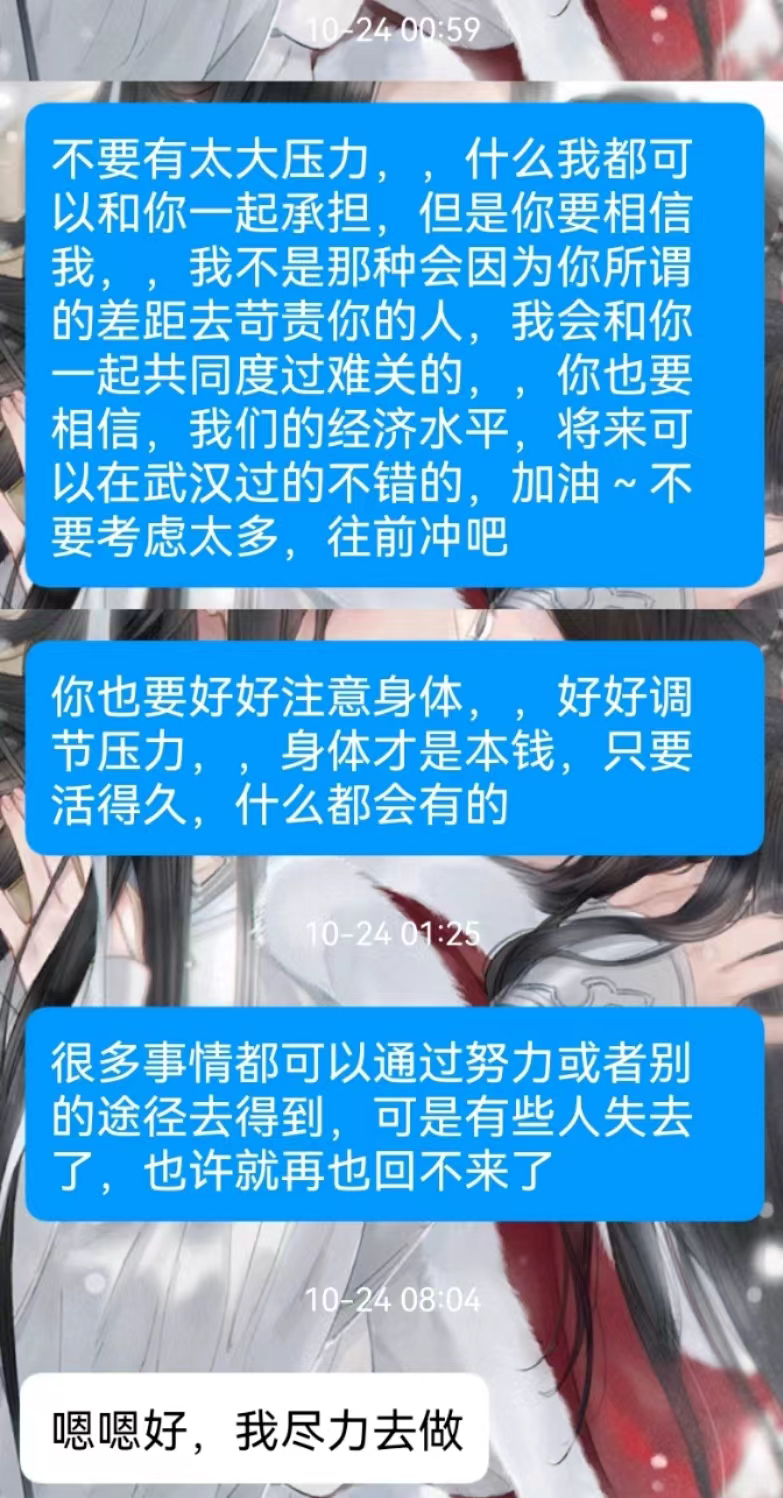 10-24 00:59
不要有太大压力，，什么我都可
以和你一起承担，但是你要相信
我，，我不是那种会因为你所谓
的差距去苛责你的人，我会和你
一起共同度过难关的，，你也要
相信，我们的经济水平，将来可
以在武汉过的不错的，加油～不
要考虑太多，往前冲吧
你也要好好注意身体，，好好调
节压力，，身体才是本钱，只要
活得久，什么都会有的
10-24 01:25
很多事情都可以通过努力或者别
的途径去得到，可是有些人失去
了，也许就再也回不来了
10-24 08:04
嗯嗯好，我尽力去做